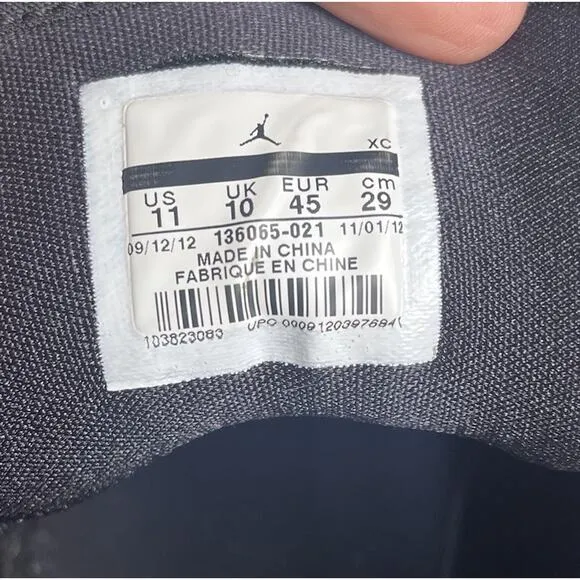 XC
US UK EUR cm
11 10 45 29
09/12/12 136065-021 11/01/12
MADE IN CHINA
FABRIQUE EN CHINE
103823083 UPC